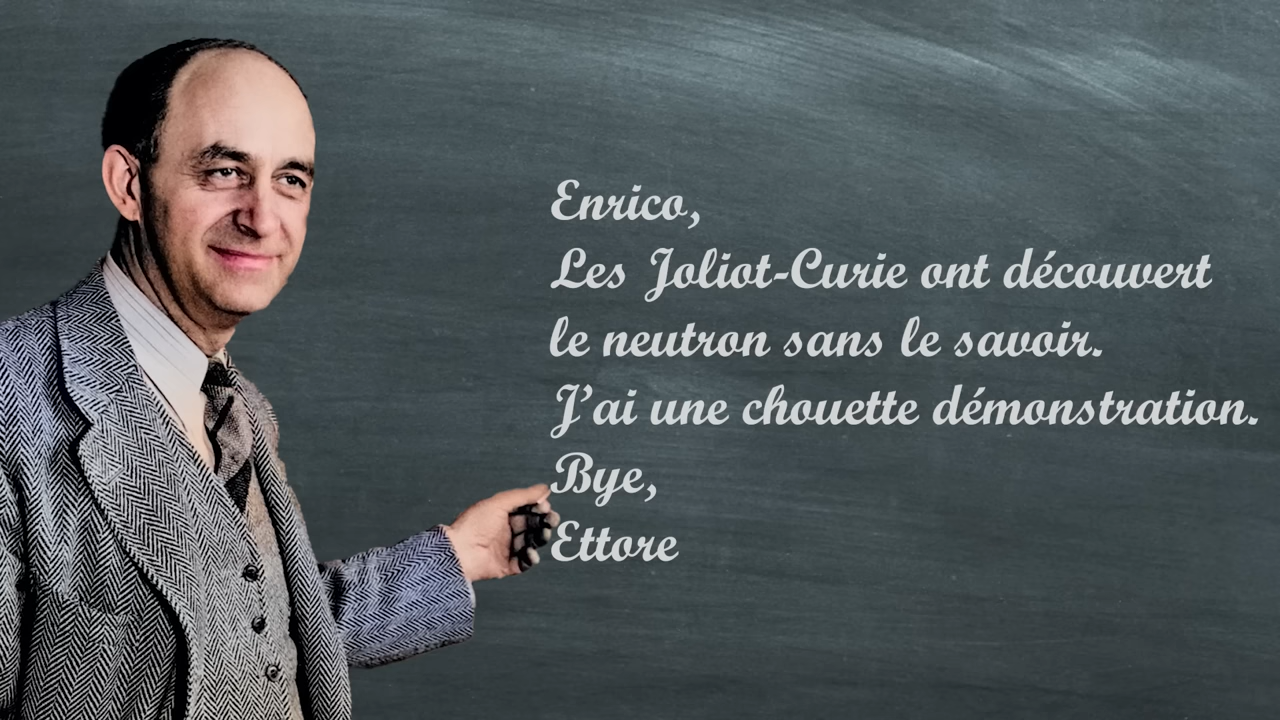 Enrico,
Les Joliot-Curie ont découvert
le neutron sans le savoir.
J’ai une chouette démonstration.
Bye,
Ettore